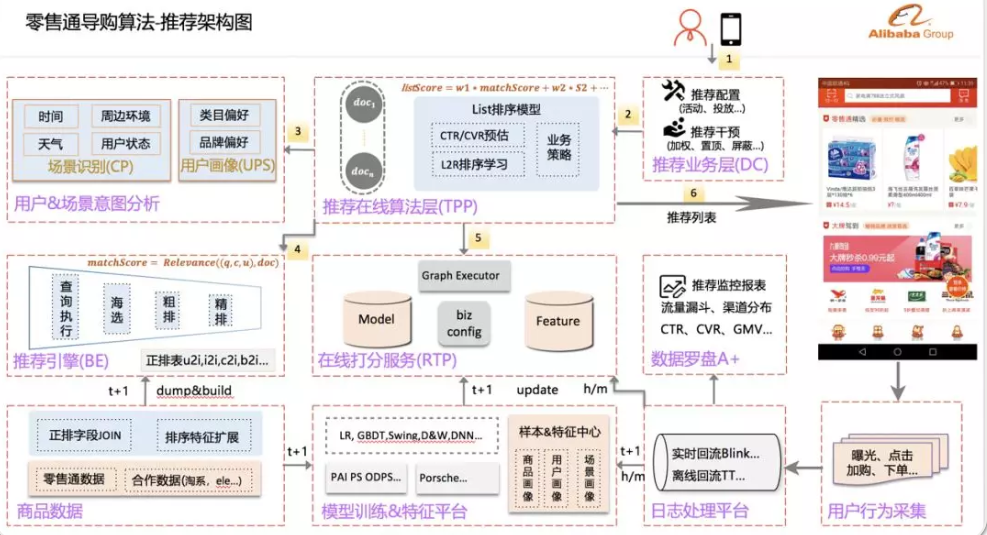 零售通导购算法-推荐架构图
Alibaba Group
1
listScore = w1 * matchScore + w2 * S2 + ⋯
doc1
docn
List排序模型
CTR/CVR预估
L2R排序学习
业务策略
推荐在线算法层(TPP)
2
推荐配置
(活动、投放...)
推荐干预
(加权、置顶、屏蔽...)
推荐业务层(DC)
3
时间
周边环境
天气
用户状态
场景识别(CP)
类目偏好
品牌偏好
用户画像(UPS)
用户&场景意图分析
6
推荐列表
零售通精选
大牌驾到
大牌秒杀0.99元起
4
5
matchScore = Relevance((q,c,u),doc)
查询执行
海选
粗排
精排
推荐引擎(BE)
正排表u2i,i2i,c2i,b2i...
Graph Executor
Model
biz config
Feature
在线打分服务(RTP)
推荐监控报表
流量漏斗、渠道分布
CTR, CVR, GMV...
数据罗盘A+
t+1
dump&build
t+1
update
h/m
正排字段JOIN
排序特征扩展
零售通数据
合作数据(淘系，ele...)
商品数据
t+1
LR, GBDT,Swing,D&W,DNN...
PAI PS ODPS...
Porsche...
样本&特征中心
商品画像
用户画像
场景画像
模型训练&特征平台
t+1
h/m
实时回流Blink...
离线回流TT...
日志处理平台
曝光、点击
加购、下单...
用户行为采集